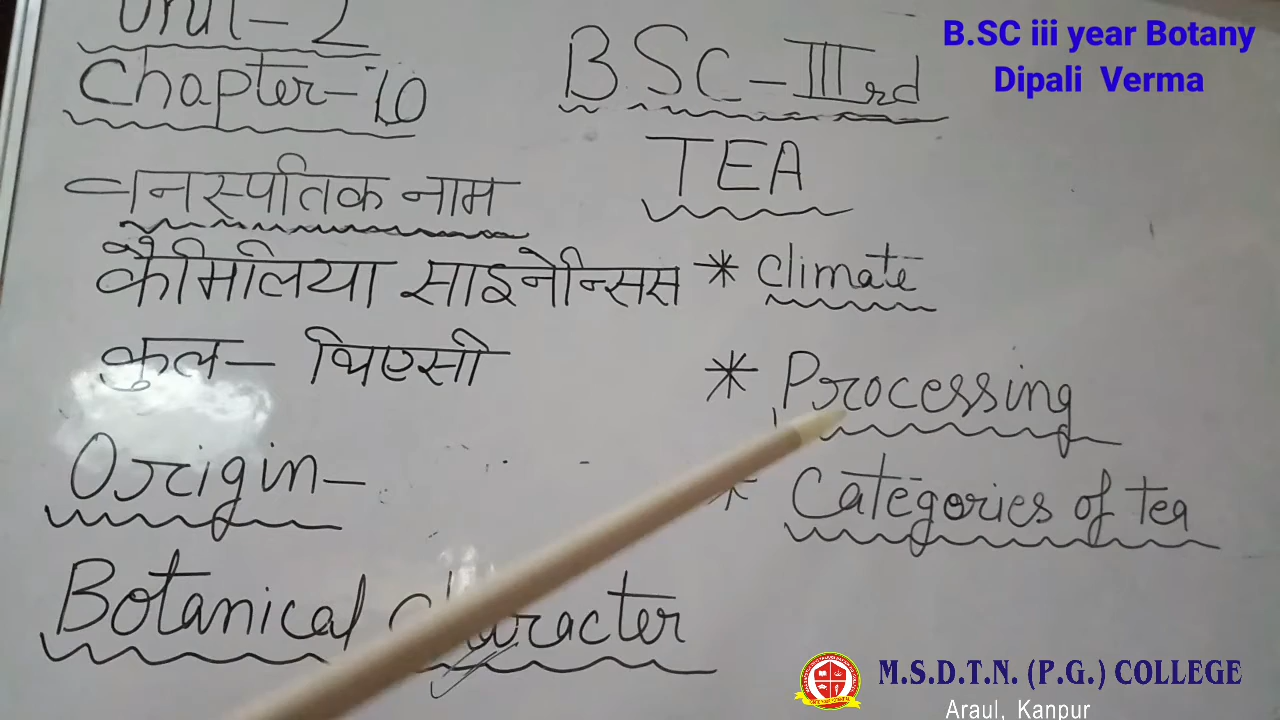 Unit-2
Chapter-10
वनस्पतिक नाम
कैमिलिया साइनेन्सिस
कुल- थिएसी
Origin-
Botanical Character
B.SC iii year Botany
Dipali Verma
BSC-IIIrd
TEA
* Climate
* Processing
* Categories of tea
M.S.D.T.N. (P.G.) COLLEGE
Araul, Kanpur